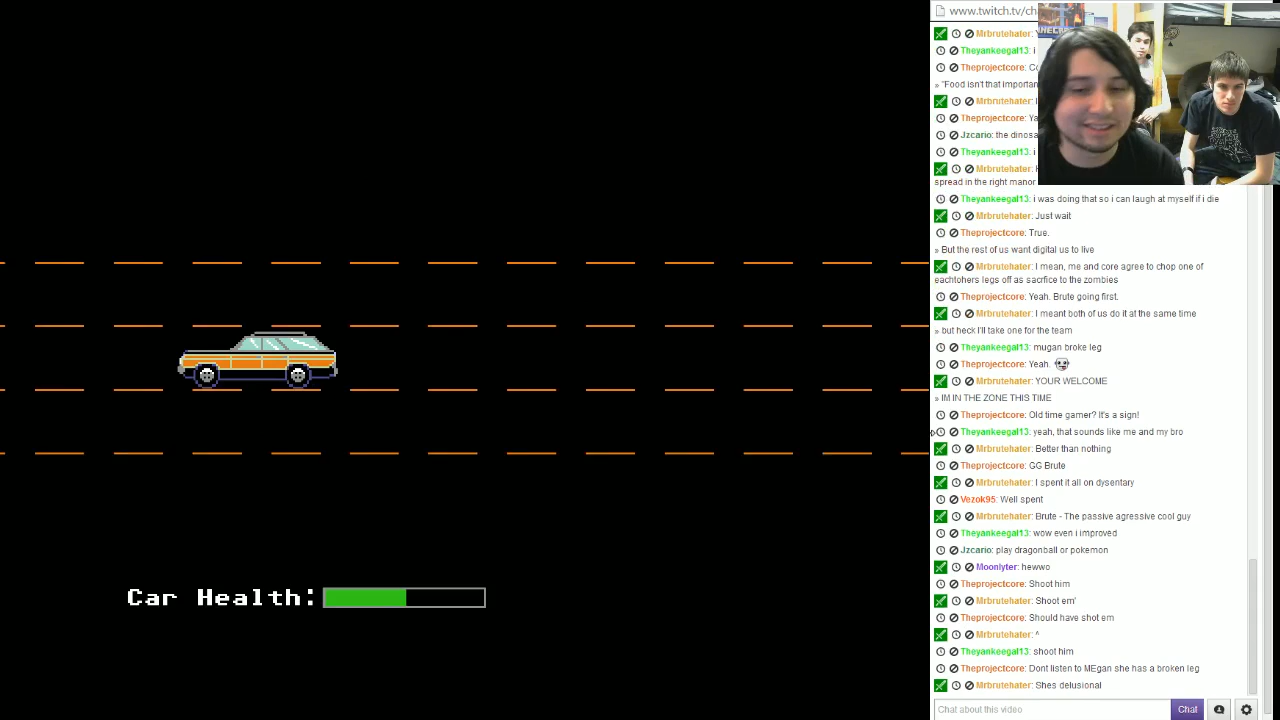 www.twitch.tv/ch
Mrbrutehater:
Theyankeegal13: i
Theprojectcore: Co
» "Food isn't that importan
Mrbrutehater:
Theprojectcore: Ya
Jzcario: the dinosa
Theyankeegal13: i
Mrbrutehater:
spread in the right manor
Theyankeegal13: i was doing that so i can laugh at myself if i die
Mrbrutehater: Just wait
Theprojectcore: True.
» But the rest of us want digital us to live
Mrbrutehater: I mean, me and core agree to chop one of
eachtohers legs off as sacrfice to the zombies
Theprojectcore: Yeah. Brute going first.
Mrbrutehater: I meant both of us do it at the same time
» but heck I'll take one for the team
Theyankeegal13: mugan broke leg
Theprojectcore: Yeah.
Mrbrutehater: YOUR WELCOME
» IM IN THE ZONE THIS TIME
Theprojectcore: Old time gamer? It's a sign!
Theyankeegal13: yeah, that sounds like me and my bro
Mrbrutehater: Better than nothing
Theprojectcore: GG Brute
Mrbrutehater: I spent it all on dysentary
Vezok95: Well spent
Mrbrutehater: Brute - The passive agressive cool guy
Theyankeegal13: wow even i improved
Jzcario: play dragonball or pokemon
Moonlyter: hewwo
Theprojectcore: Shoot him
Mrbrutehater: Shoot em'
Theprojectcore: Should have shot em
Mrbrutehater: ^
Theyankeegal13: shoot him
Theprojectcore: Dont listen to MEgan she has a broken leg
Mrbrutehater: Shes delusional
Chat about this video
Chat
Car Health: